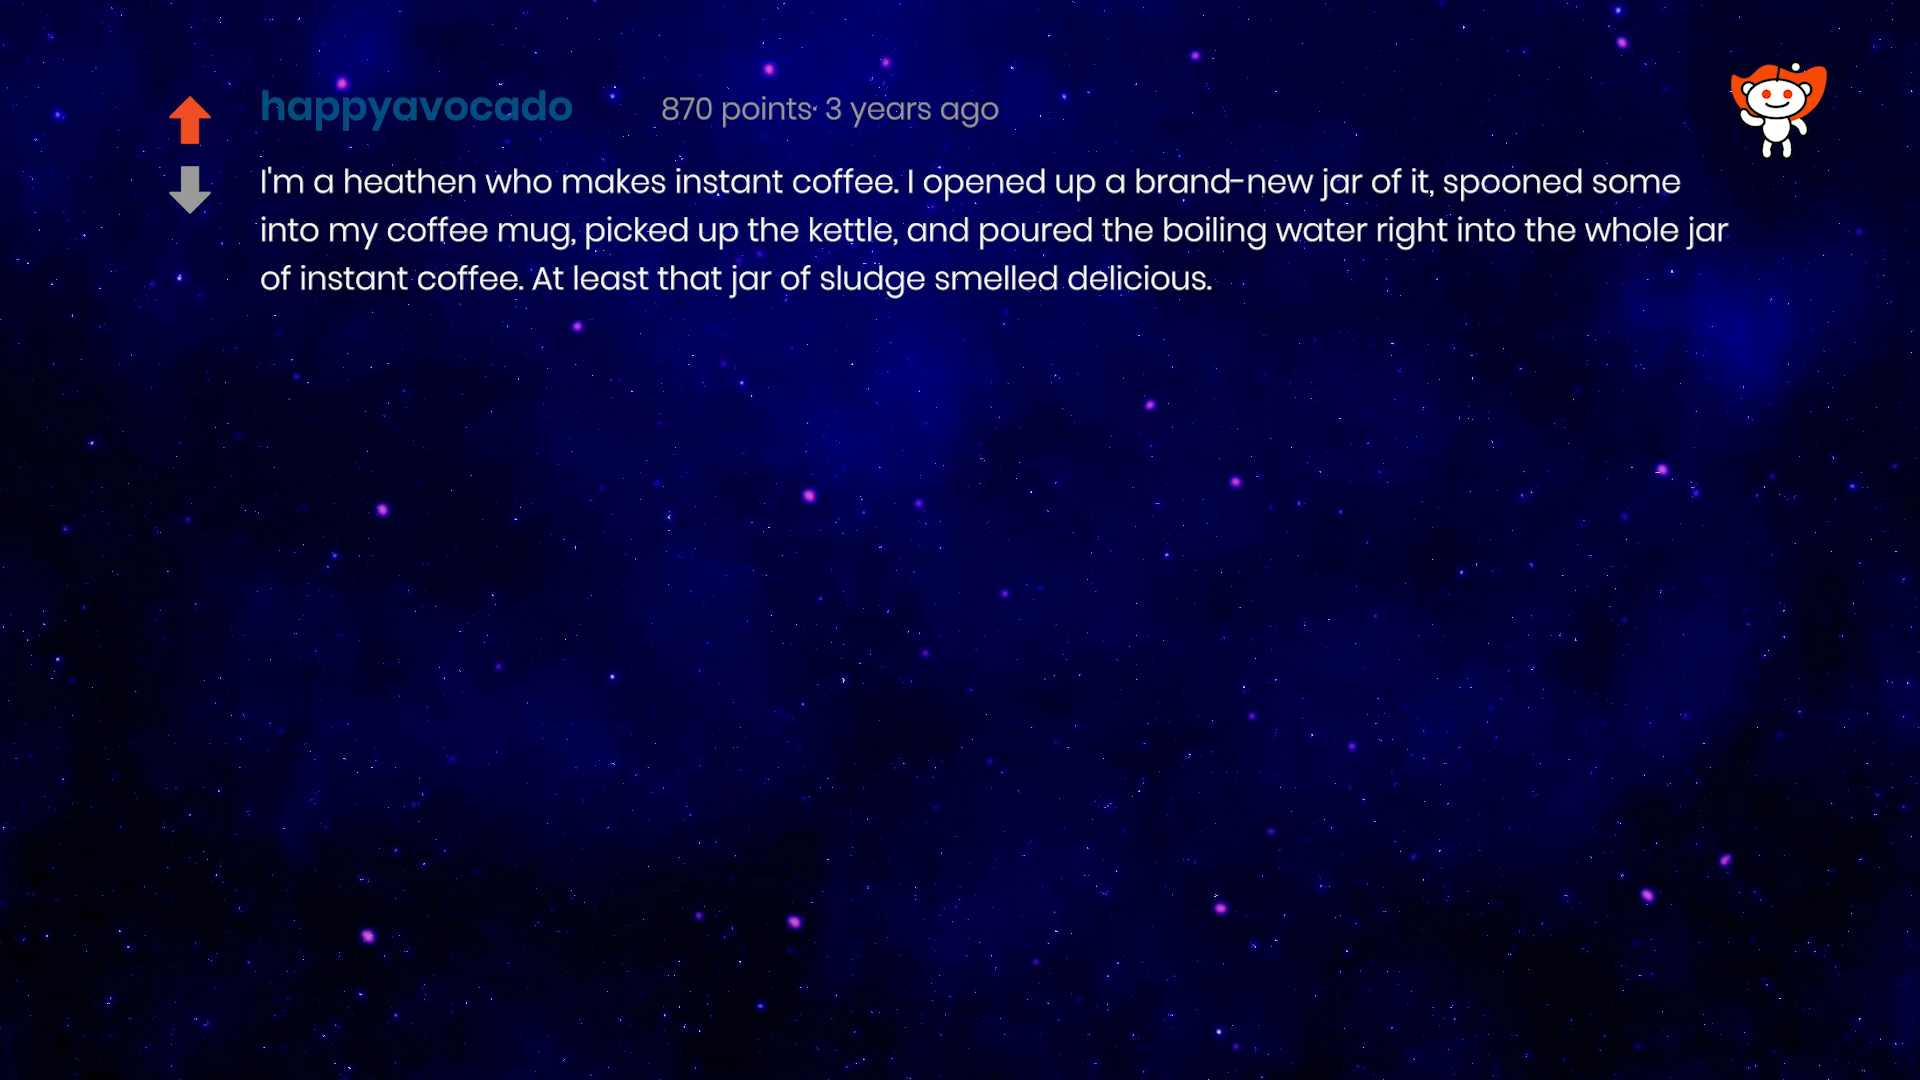 happyavocado 870 points· 3 years ago
I'm a heathen who makes instant coffee. I opened up a brand-new jar of it, spooned some
into my coffee mug, picked up the kettle, and poured the boiling water right into the whole jar
of instant coffee. At least that jar of sludge smelled delicious.